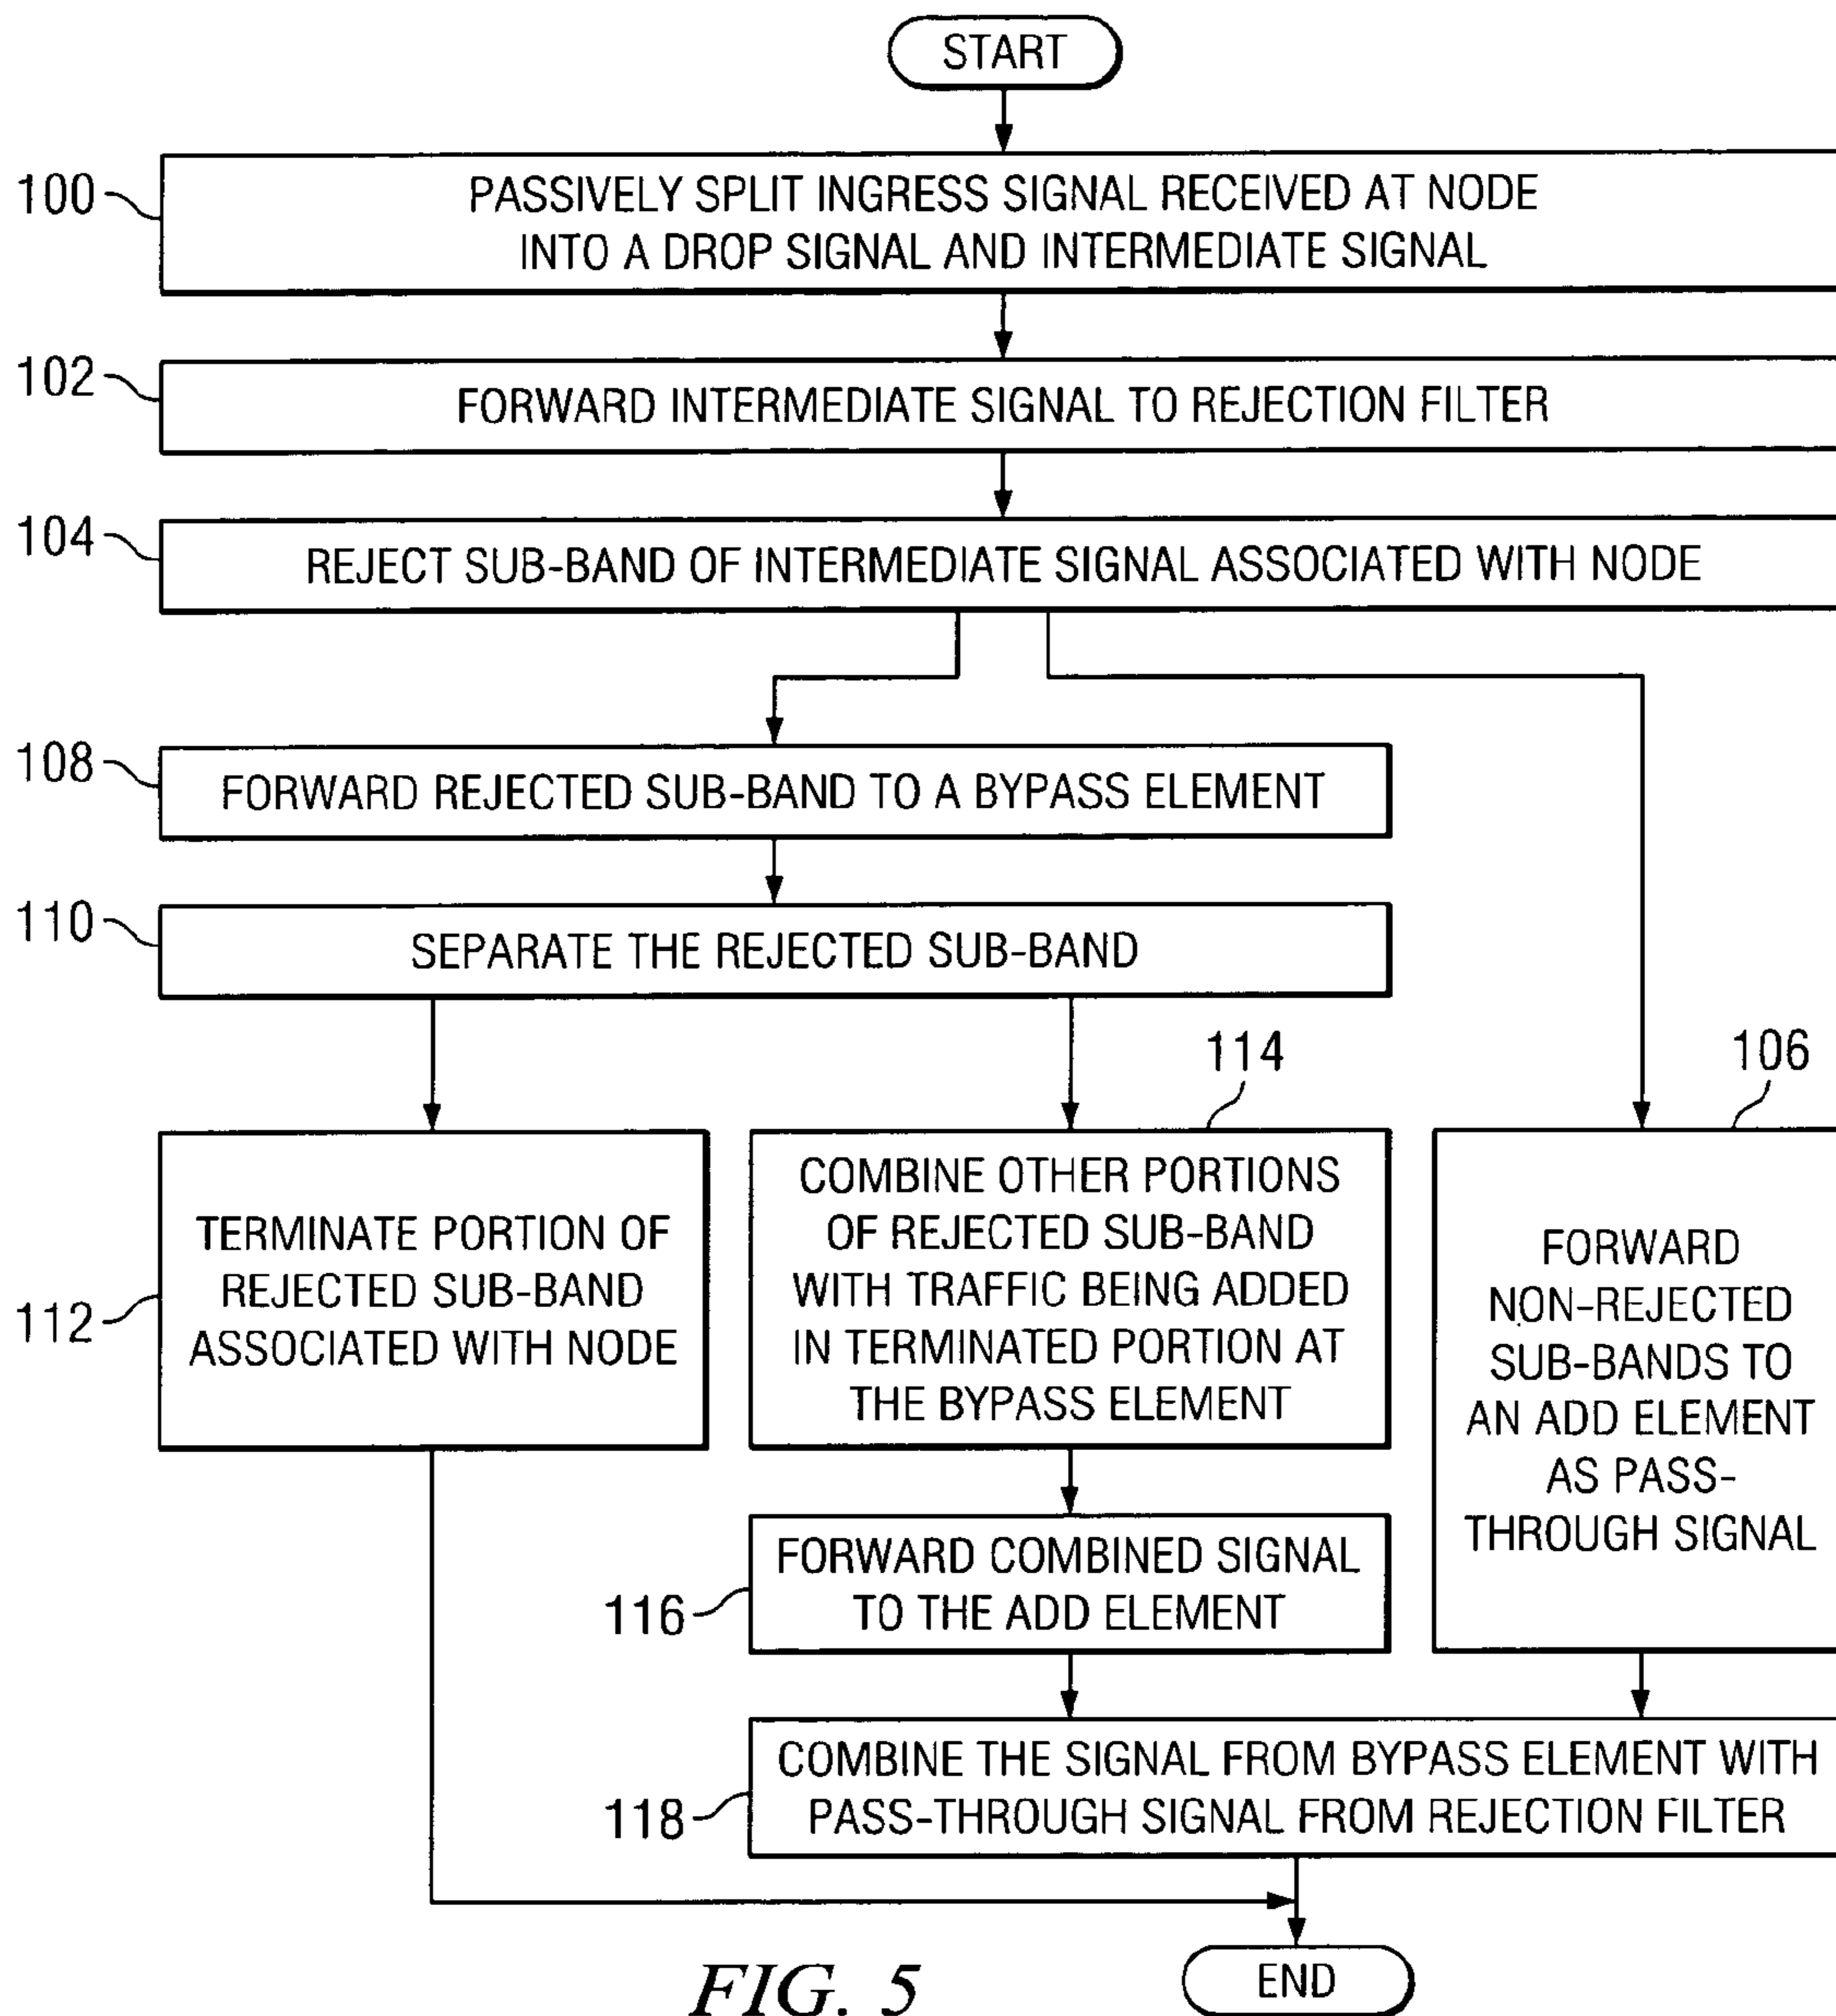 START
100
PASSIVELY SPLIT INGRESS SIGNAL RECEIVED AT NODE
INTO A DROP SIGNAL AND INTERMEDIATE SIGNAL
102
FORWARD INTERMEDIATE SIGNAL TO REJECTION FILTER
104
REJECT SUB-BAND OF INTERMEDIATE SIGNAL ASSOCIATED WITH NODE
108
FORWARD REJECTED SUB-BAND TO A BYPASS ELEMENT
110
SEPARATE THE REJECTED SUB-BAND
112
TERMINATE PORTION OF
REJECTED SUB-BAND
ASSOCIATED WITH NODE
114
COMBINE OTHER PORTIONS
OF REJECTED SUB-BAND
WITH TRAFFIC BEING ADDED
IN TERMINATED PORTION AT
THE BYPASS ELEMENT
106
FORWARD
NON-REJECTED
SUB-BANDS TO
AN ADD ELEMENT
AS PASS-
THROUGH SIGNAL
116
FORWARD COMBINED SIGNAL
TO THE ADD ELEMENT
118
COMBINE THE SIGNAL FROM BYPASS ELEMENT WITH
PASS-THROUGH SIGNAL FROM REJECTION FILTER
END
FIG. 5